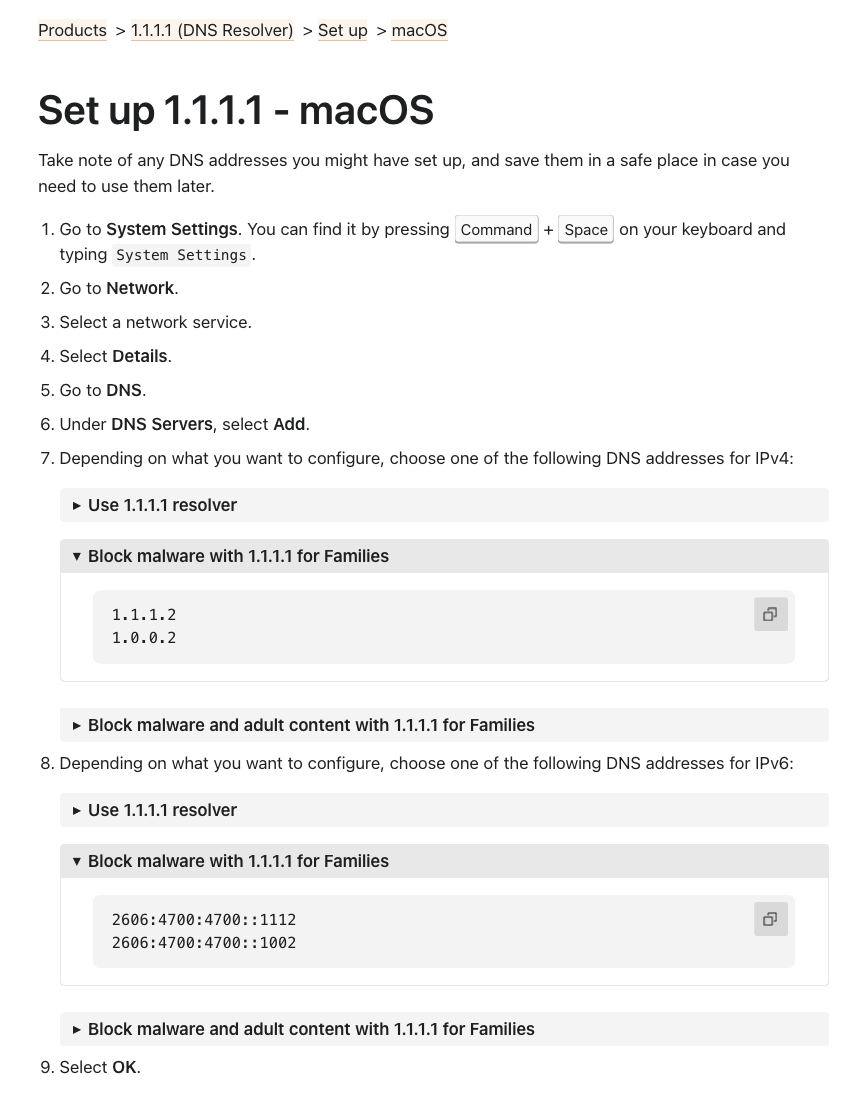 Products > 1.1.1.1 (DNS Resolver) > Set up > macOS
Set up 1.1.1.1 - macOS
Take note of any DNS addresses you might have set up, and save them in a safe place in case you
need to use them later.
1. Go to System Settings. You can find it by pressing Command + Space on your keyboard and
typing System Settings.
2. Go to Network.
3. Select a network service.
4. Select Details.
5. Go to DNS.
6. Under DNS Servers, select Add.
7. Depending on what you want to configure, choose one of the following DNS addresses for IPv4:
▸ Use 1.1.1.1 resolver
▾ Block malware with 1.1.1.1 for Families
1.1.1.2
1.0.0.2
▸ Block malware and adult content with 1.1.1.1 for Families
8. Depending on what you want to configure, choose one of the following DNS addresses for IPv6:
▸ Use 1.1.1.1 resolver
▾ Block malware with 1.1.1.1 for Families
2606:4700:4700::1112
2606:4700:4700::1002
▸ Block malware and adult content with 1.1.1.1 for Families
9. Select OK.